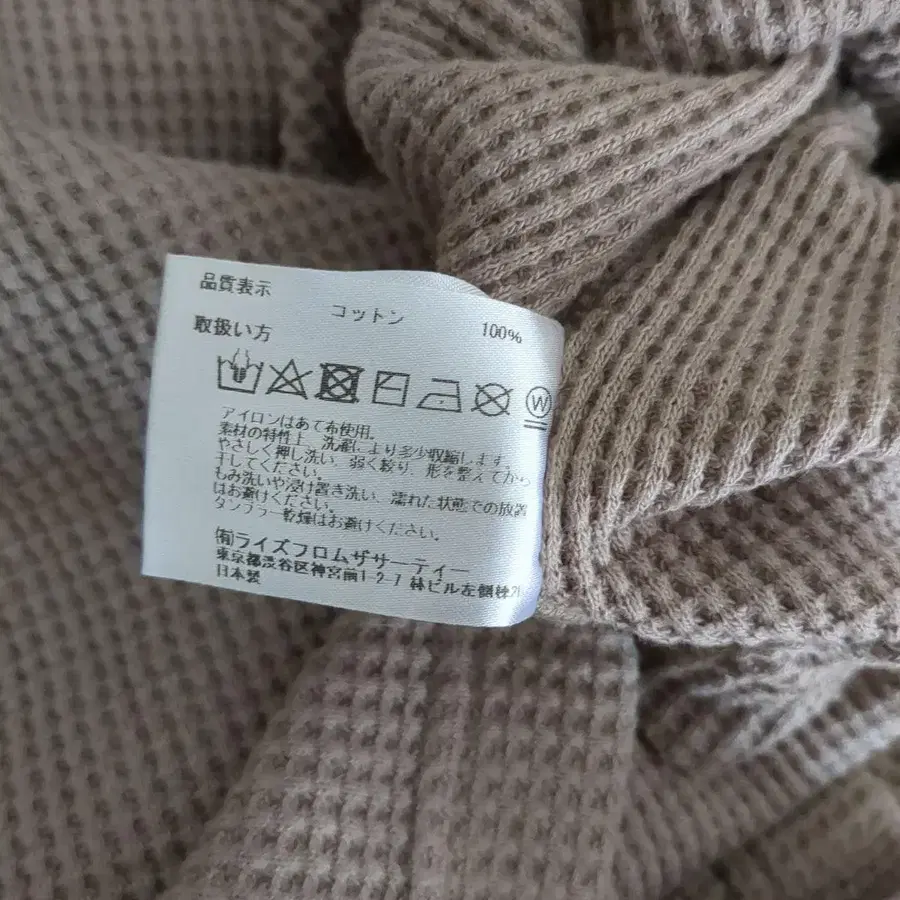 品質表示
コットン 100%
取扱い方
W
アイロンはあて布使用。
素材の特性上、洗濯により多少収縮します。
やさしく押し洗い、弱く絞り、形を整えてから
干してください。
もみ洗いや浸け置き洗い、濡れた状態での放置
はお避けください。
タンブラー乾燥はお避けください。
㈲ライズフロムザサーティー
東京都渋谷区神宮前1-2-7 林ビル左側棟
日本製